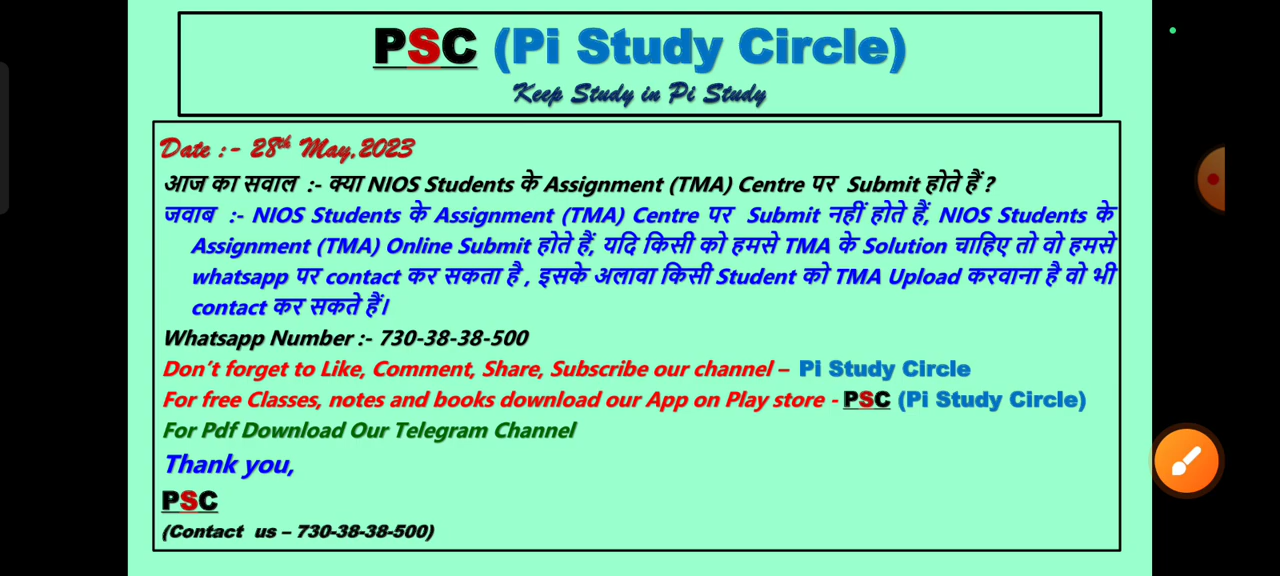 PSC (Pi Study Circle)
Keep Study in Pi Study
Date :- 28th May,2023
आज का सवाल :- क्या NIOS Students के Assignment (TMA) Centre पर Submit होते हैं ?
जवाब :- NIOS Students के Assignment (TMA) Centre पर Submit नहीं होते हैं, NIOS Students के
Assignment (TMA) Online Submit होते हैं, यदि किसी को हमसे TMA के Solution चाहिए तो वो हमसे
whatsapp पर contact कर सकता है , इसके अलावा किसी Student को TMA Upload करवाना है वो भी
contact कर सकते हैं।
Whatsapp Number :- 730-38-38-500
Don't forget to Like, Comment, Share, Subscribe our channel – Pi Study Circle
For free Classes, notes and books download our App on Play store - PSC (Pi Study Circle)
For Pdf Download Our Telegram Channel
Thank you,
PSC
(Contact us – 730-38-38-500)